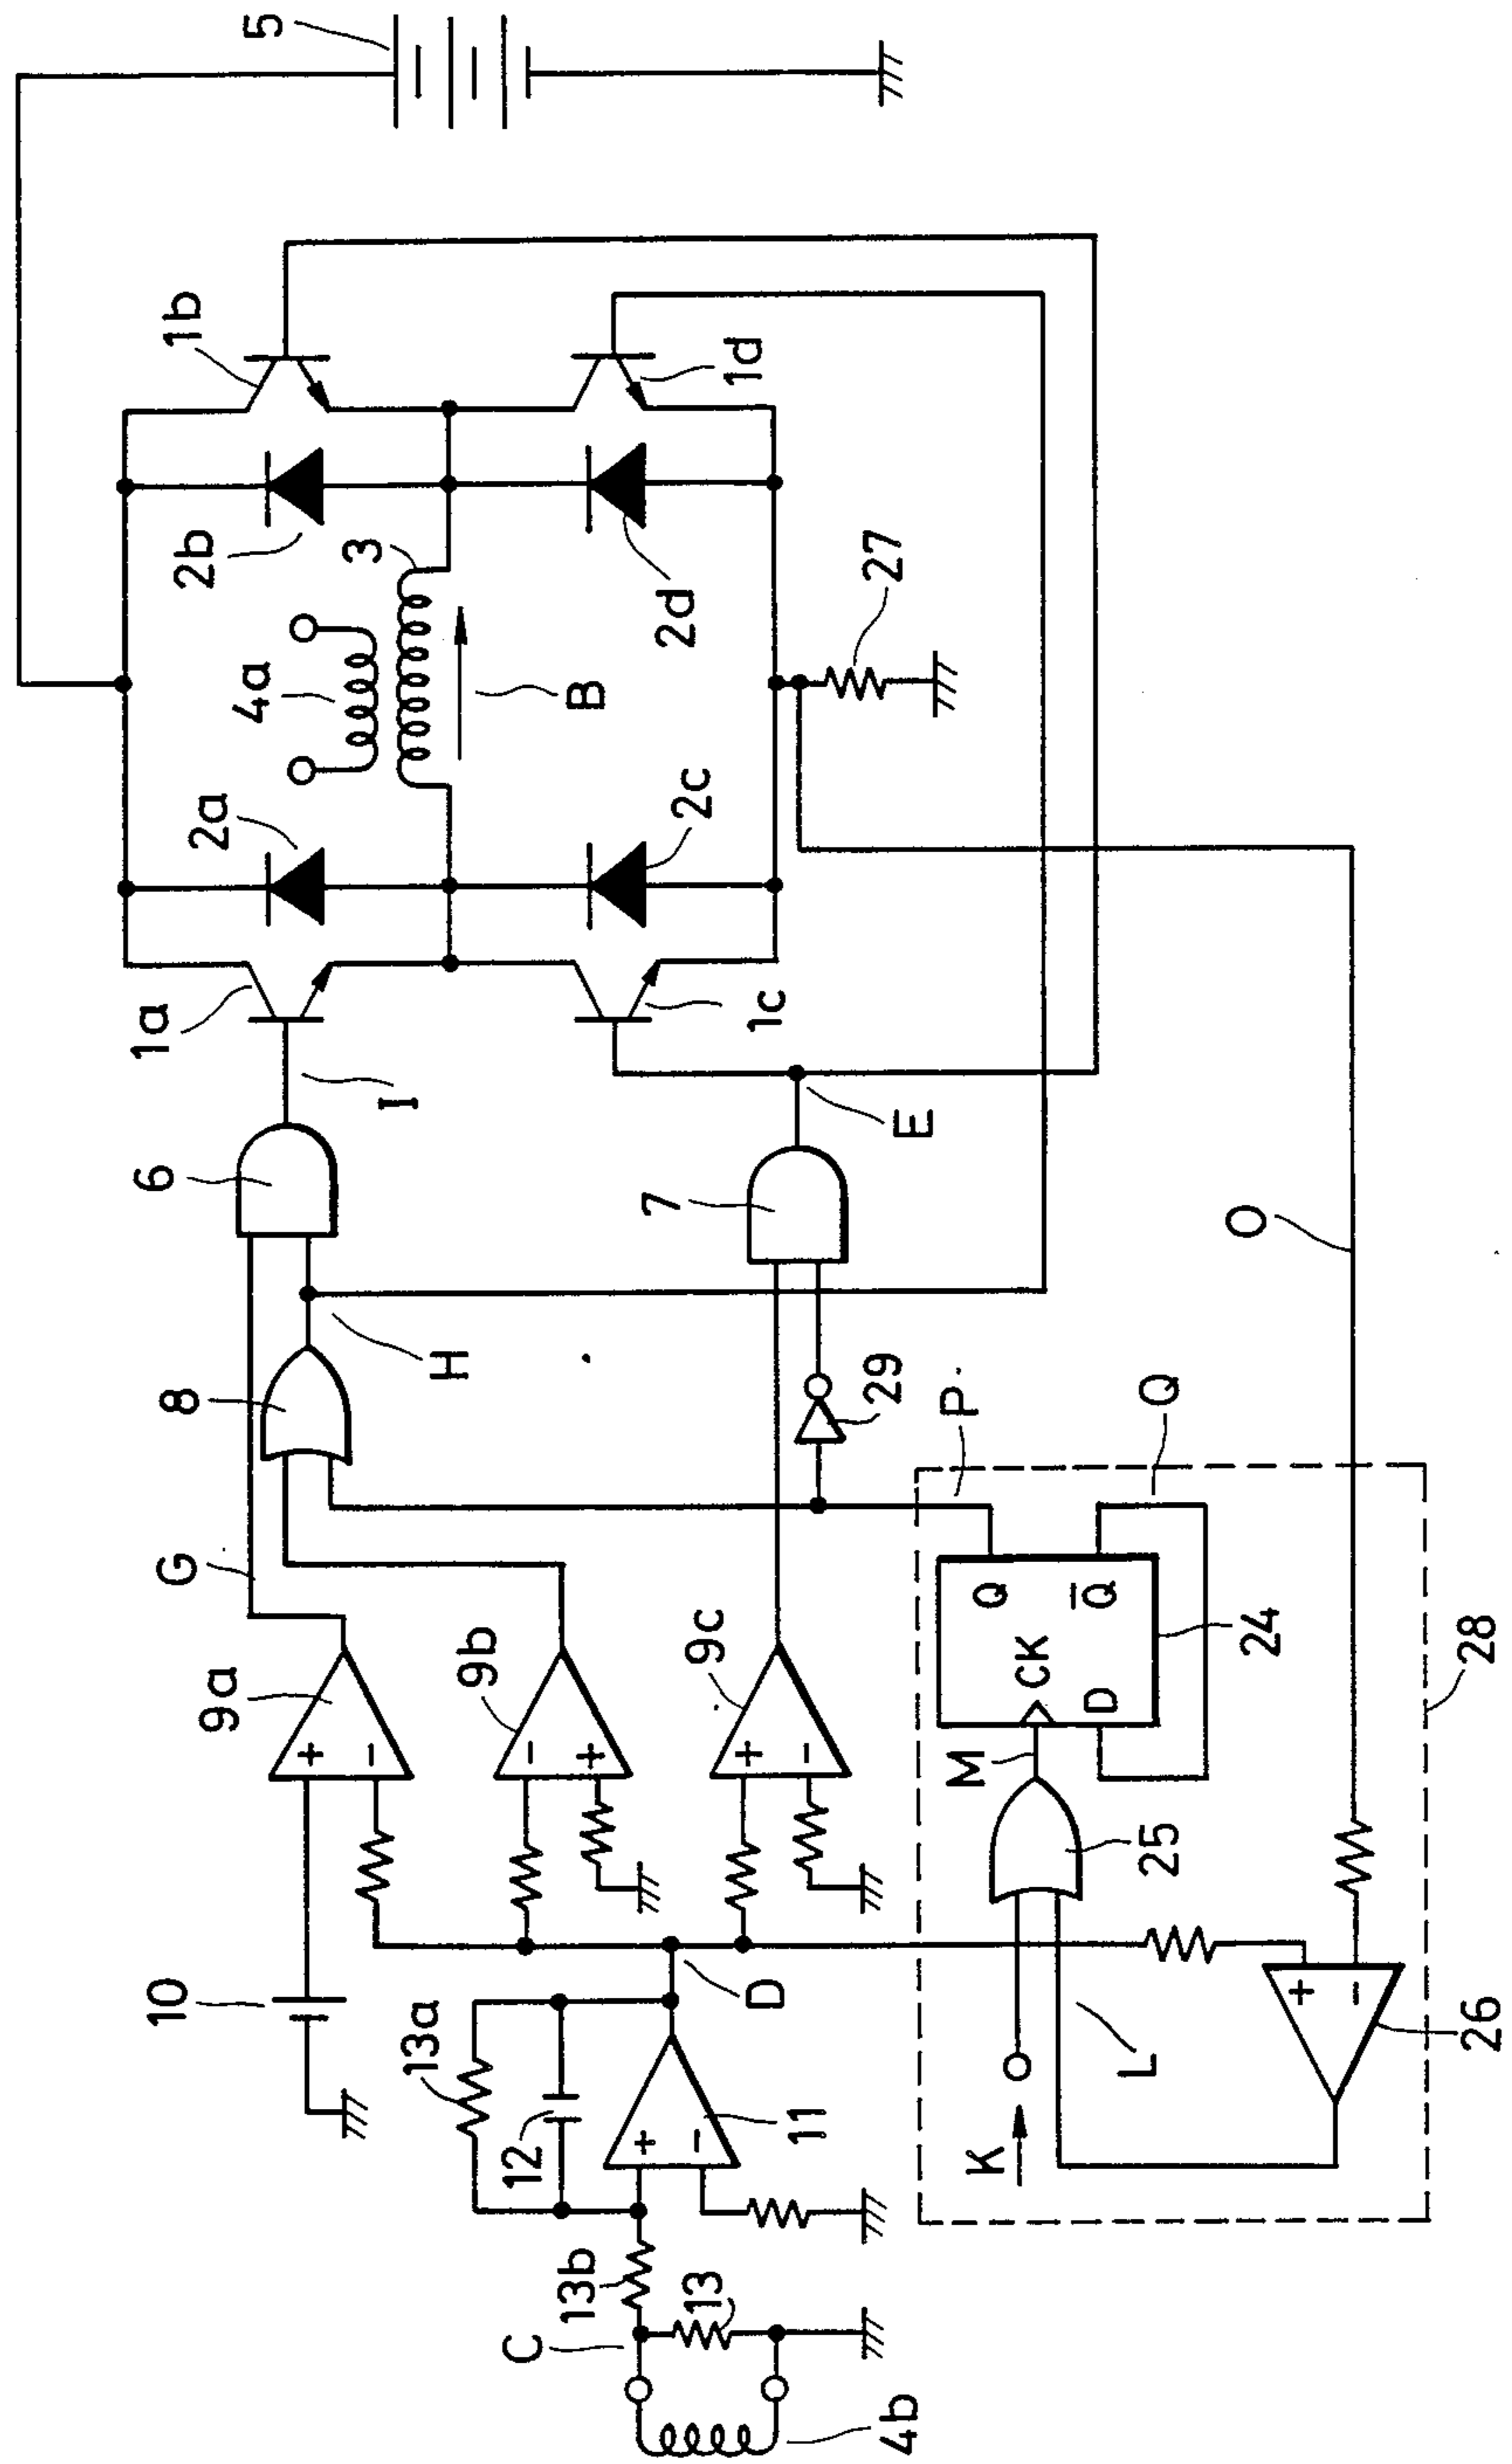 5
1b
1d
2b
3
2d
27
4a
B
2a
2c
1a
1c
I
E
6
7
O
H
8
29
P
Q
G
9a
+
−
9b
−
+
9c
+
−
Q
Q̅
CK
D
24
28
M
25
10
D
13a
12
+
−
11
K
L
+
−
26
13b
13
C
4b